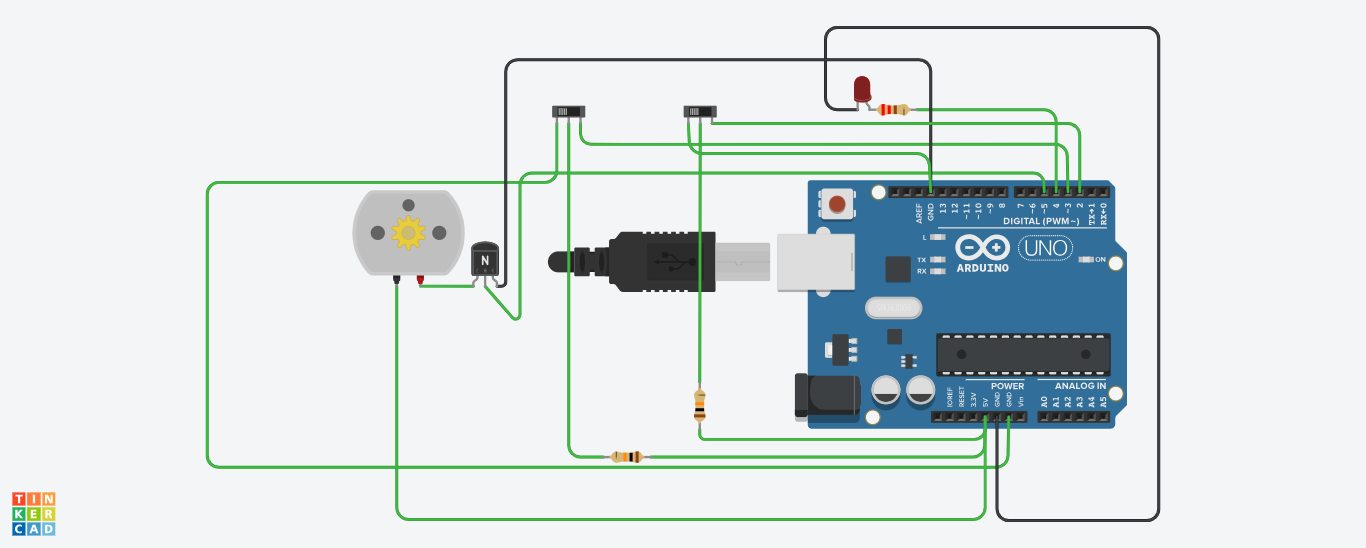 AREF
GND
13
12
~11
~10
~9
8
7
~6
~5
4
~3
2
TX→1
RX←0
DIGITAL (PWM~)
L
TX
RX
UNO
ARDUINO
ON
N
POWER
ANALOG IN
IOREF
RESET
3.3V
5V
GND
GND
Vin
A0
A1
A2
A3
A4
A5
TIN
KER
CAD